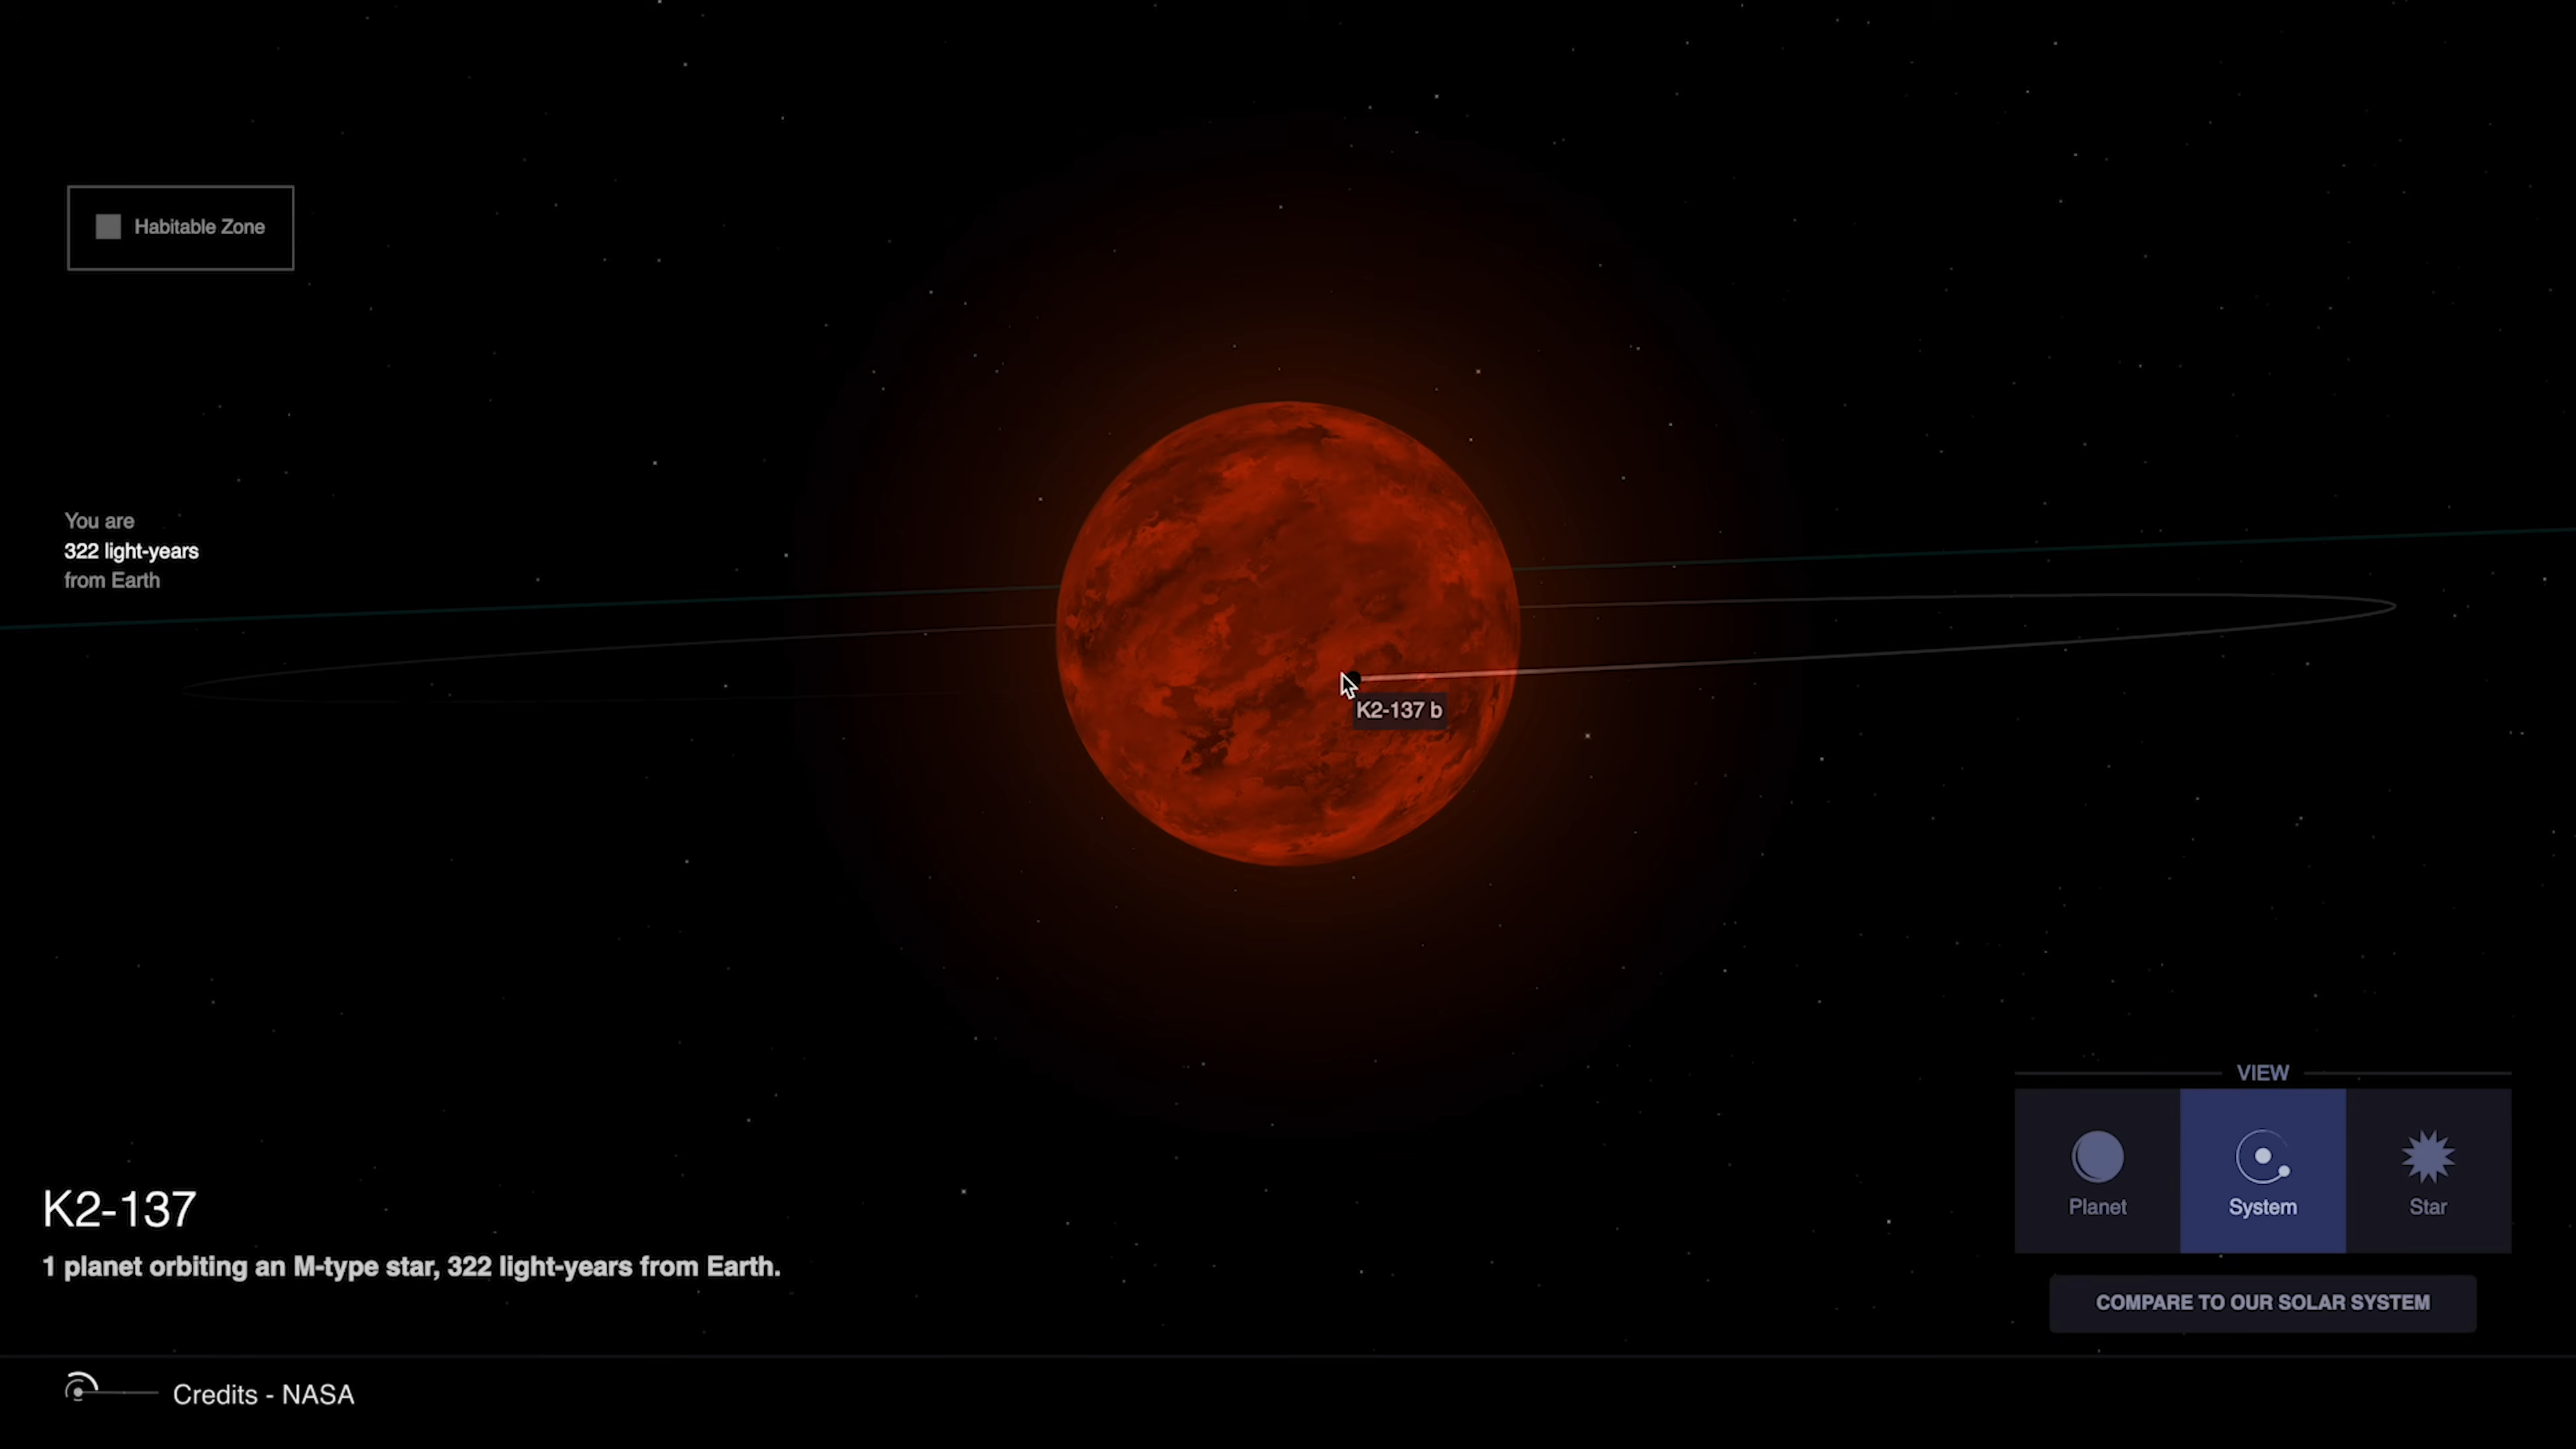 Habitable Zone
You are
322 light-years
from Earth
K2-137 b
K2-137
1 planet orbiting an M-type star, 322 light-years from Earth.
VIEW
Planet
System
Star
COMPARE TO OUR SOLAR SYSTEM
Credits - NASA